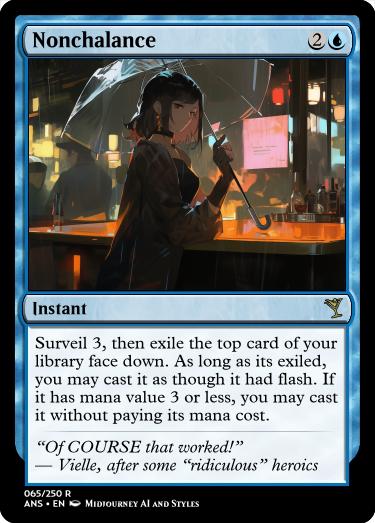 Nonchalance 2
Instant
Surveil 3, then exile the top card of your
library face down. As long as its exiled,
you may cast it as though it had flash. If
it has mana value 3 or less, you may cast
it without paying its mana cost.
“Of COURSE that worked!”
— Vielle, after some “ridiculous” heroics
065/250 R
ANS • EN Midjourney AI and Styles